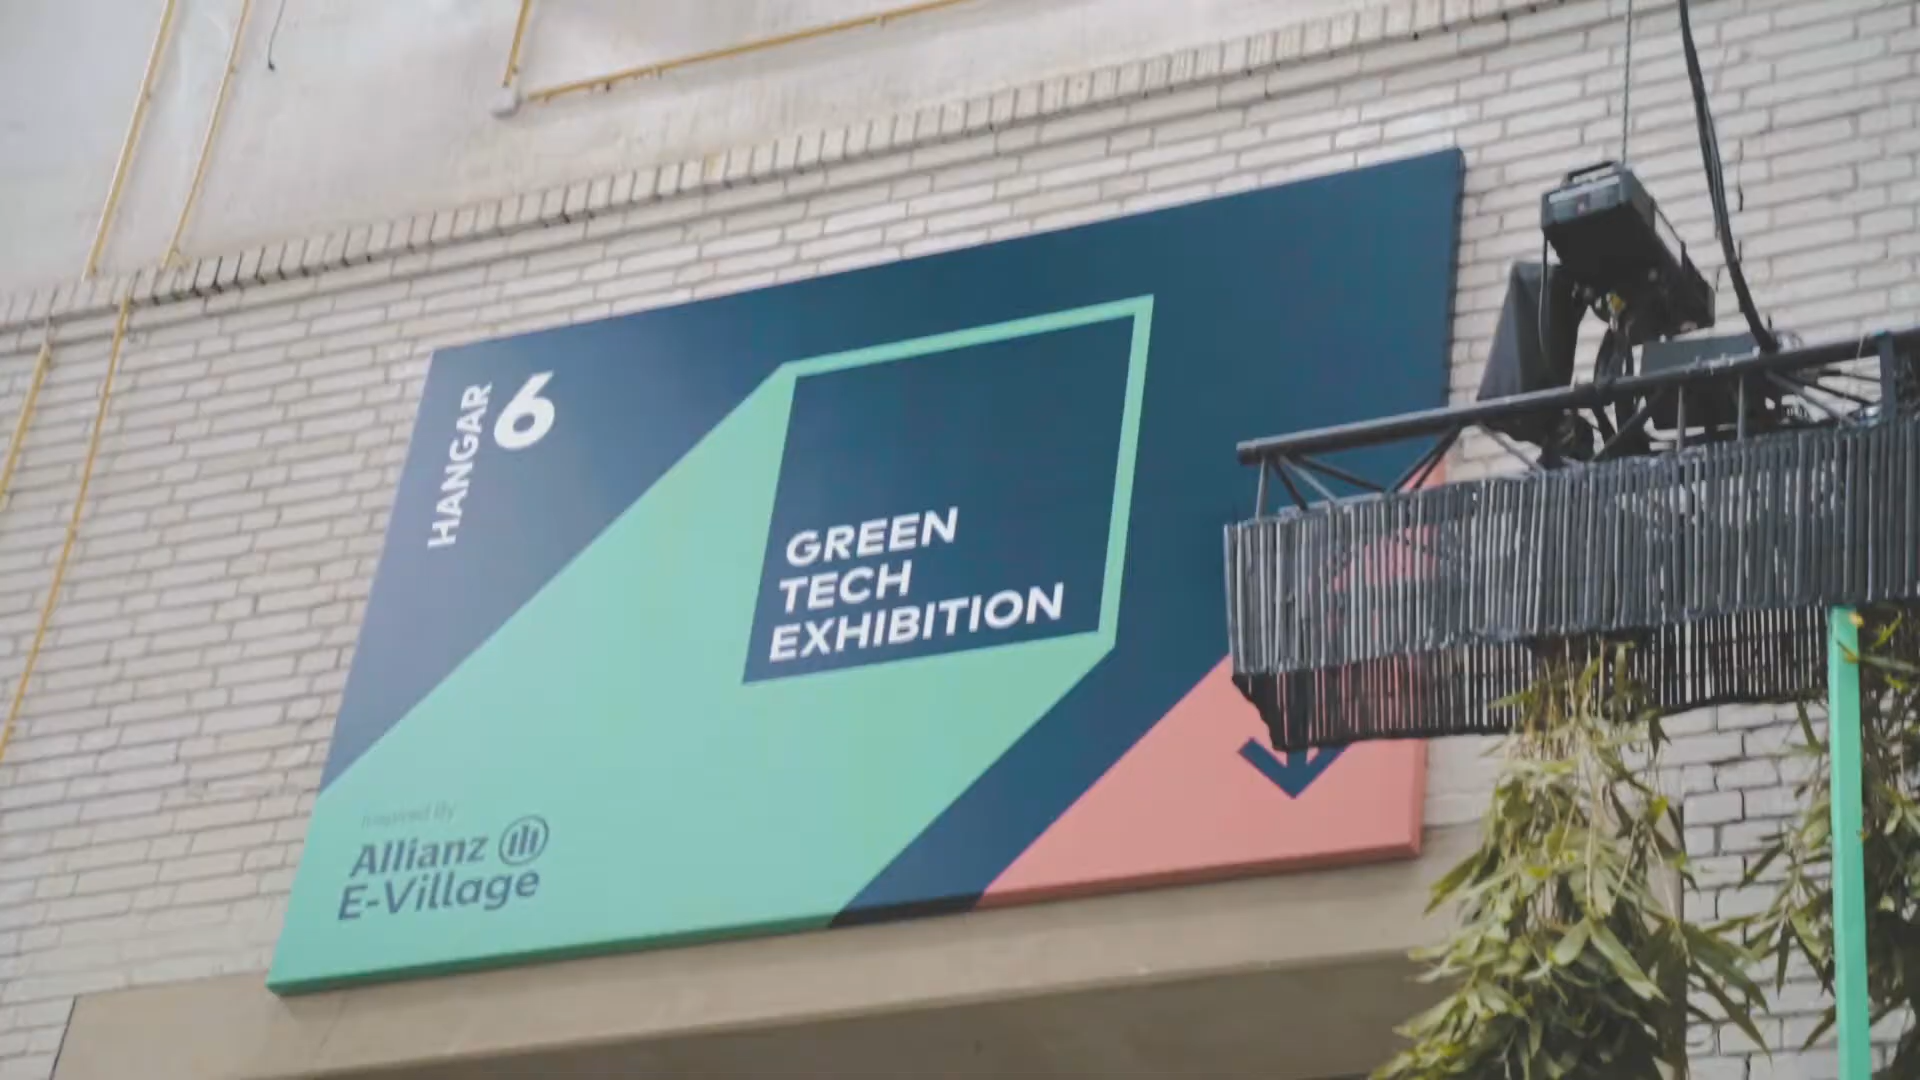 HANGAR 6
GREEN
TECH
EXHIBITION
Inspired By
Allianz
E-Village